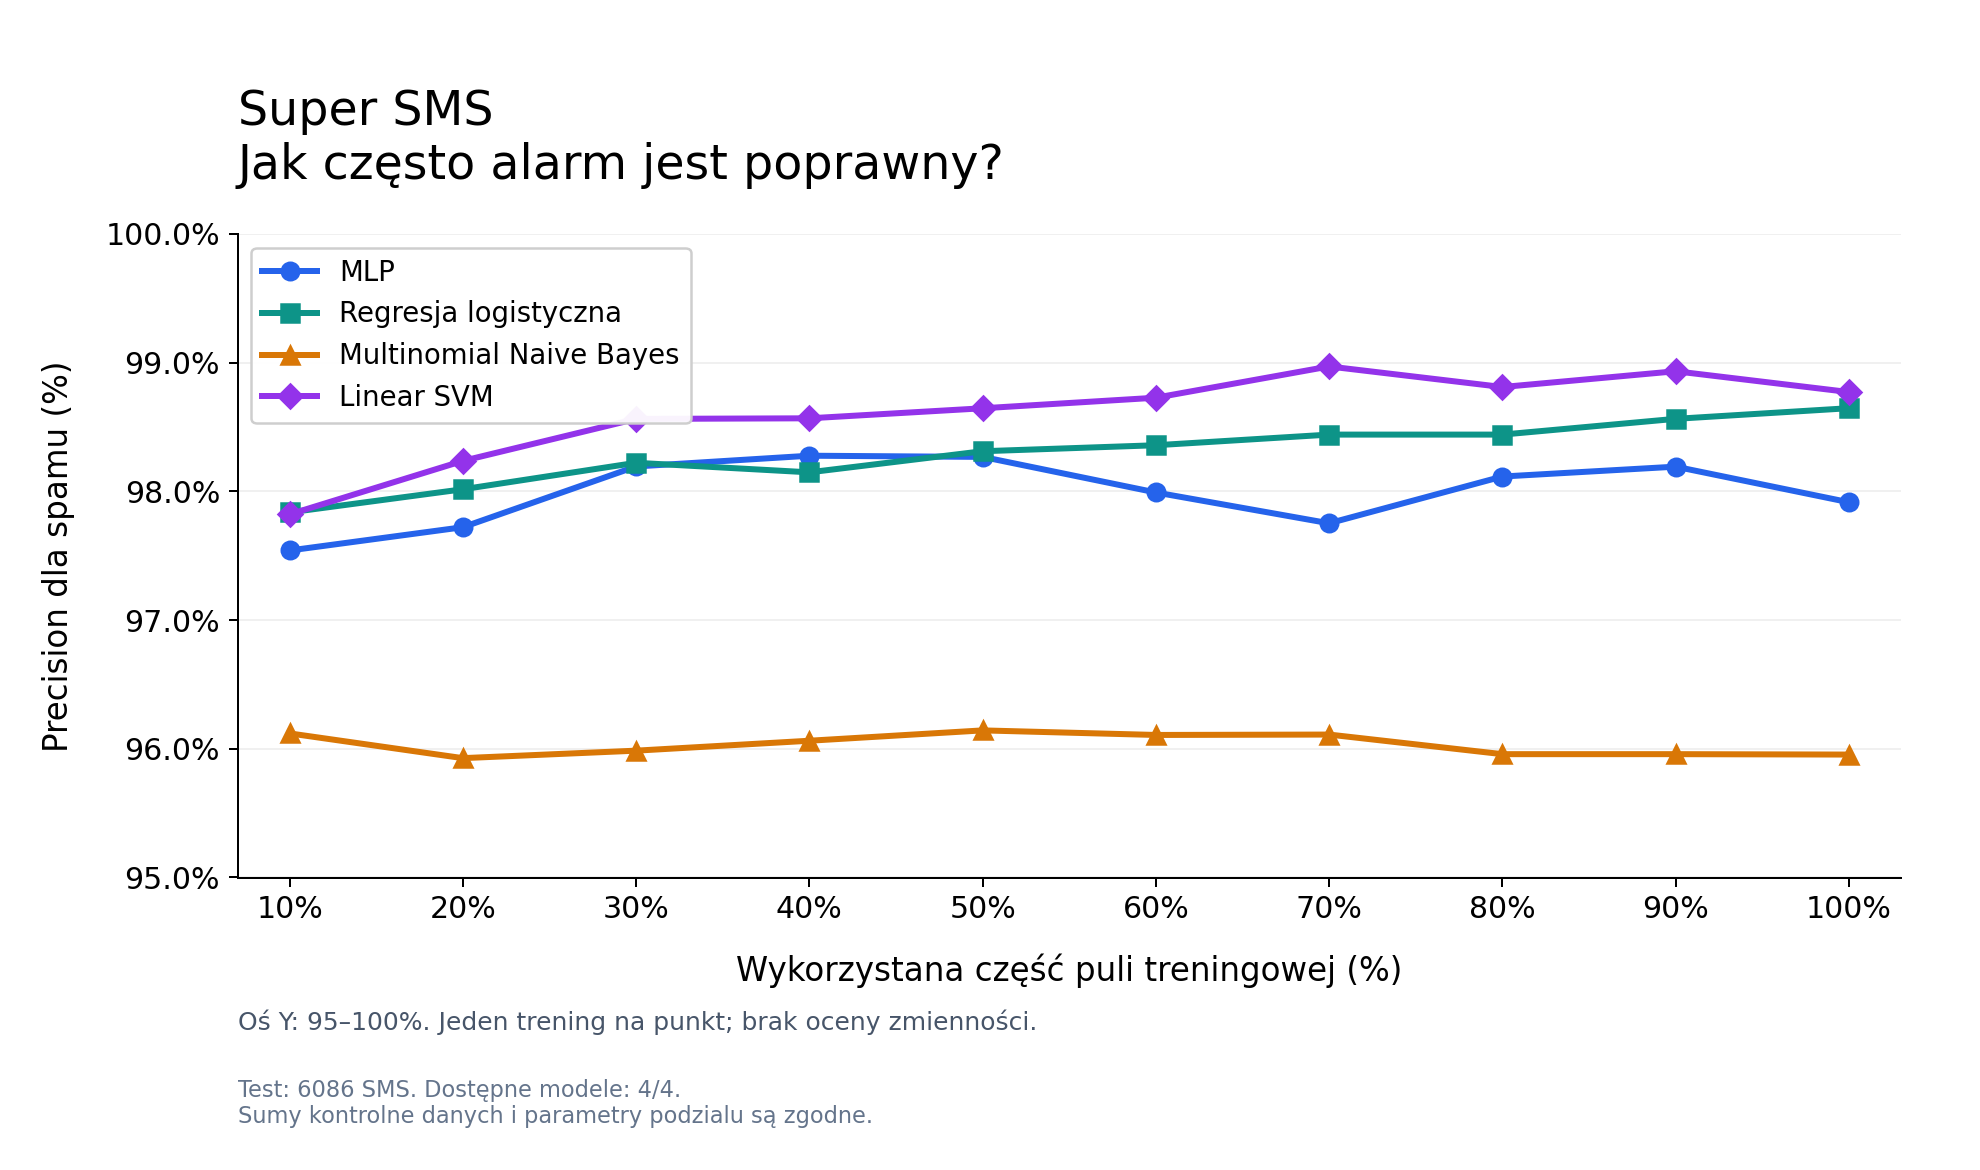 Super SMS
Jak często alarm jest poprawny?
100.0%
99.0%
98.0%
97.0%
96.0%
95.0%
Precision dla spamu (%)
MLP
Regresja logistyczna
Multinomial Naive Bayes
Linear SVM
10% 20% 30% 40% 50% 60% 70% 80% 90% 100%
Wykorzystana część puli treningowej (%)
Oś Y: 95–100%. Jeden trening na punkt; brak oceny zmienności.
Test: 6086 SMS. Dostępne modele: 4/4.
Sumy kontrolne danych i parametry podzialu są zgodne.